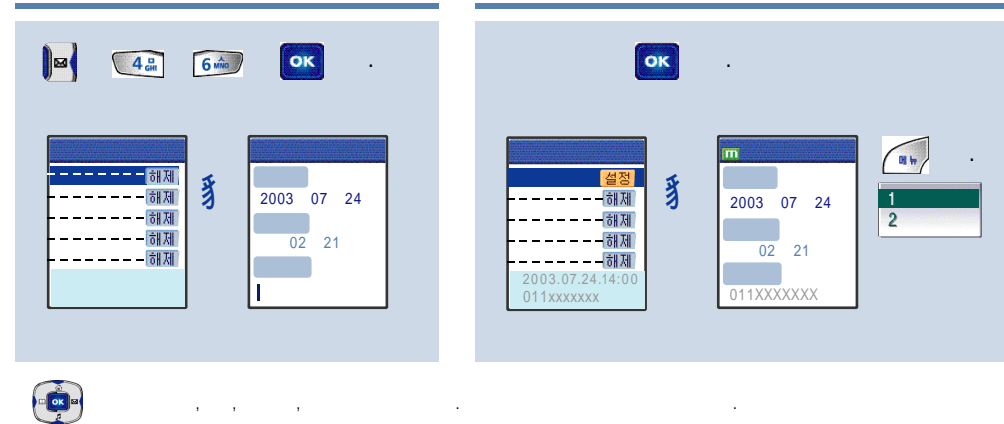 4 ㅁ GHI 6 ㅅ MNO OK .
해제
해제
해제
해제
해제
2003 07 24
02 21
OK .
설정
해제
해제
해제
해제
2003.07.24.14:00
011xxxxxxx
m
2003 07 24
02 21
011XXXXXXX
메뉴 .
1
2
OK , , , . .